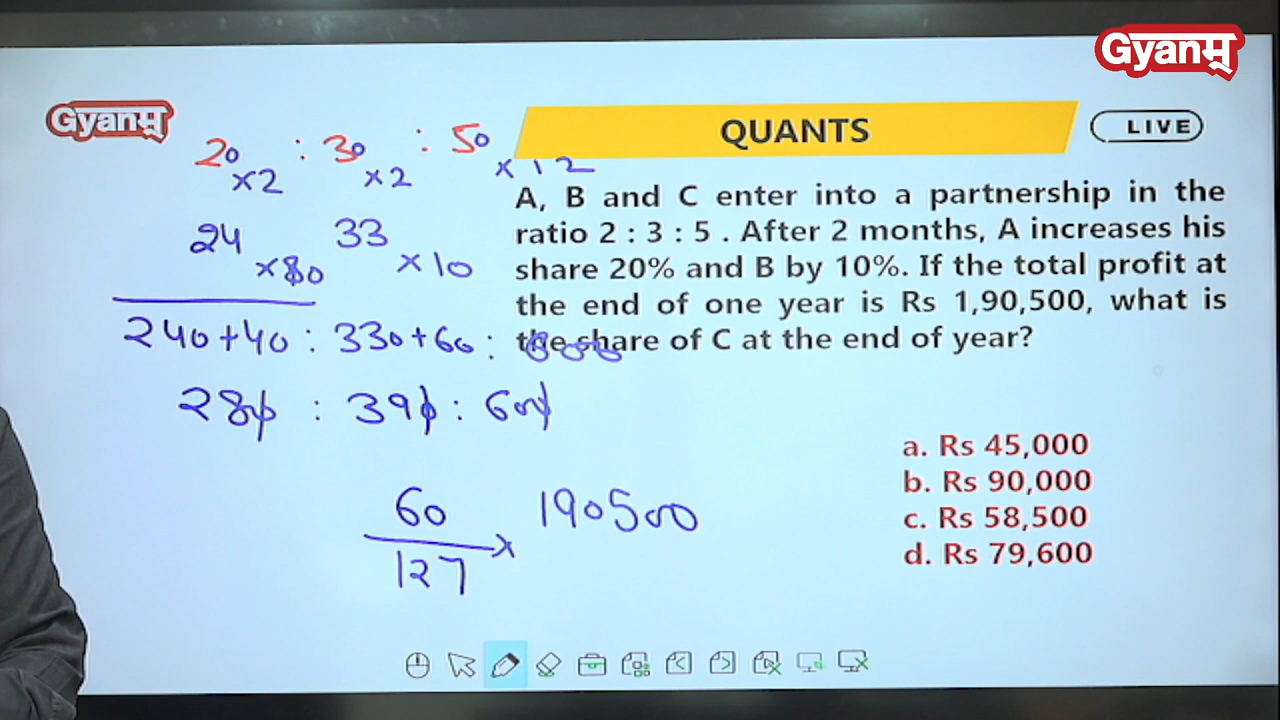 Gyanम्
Gyanम्
QUANTS
LIVE
20 : 30 : 50
×2 ×2 ×12
24 33
×80 ×10
240+40 : 330+60 : 600
280 : 390 : 600
60
127
× 190500
A, B and C enter into a partnership in the
ratio 2 : 3 : 5 . After 2 months, A increases his
share 20% and B by 10%. If the total profit at
the end of one year is Rs 1,90,500, what is
the share of C at the end of year?
a. Rs 45,000
b. Rs 90,000
c. Rs 58,500
d. Rs 79,600